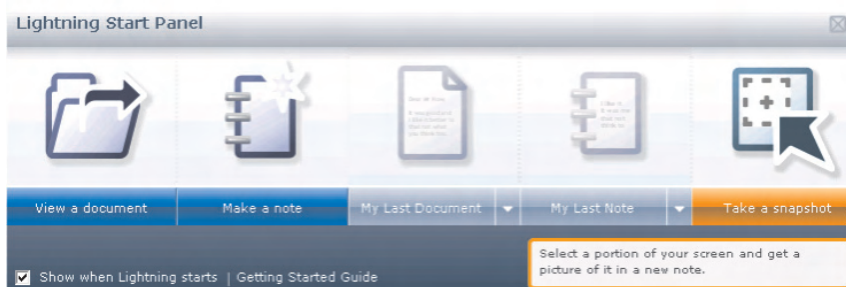 Lightning Start Panel
View a document
Make a note
My Last Document
My Last Note
Take a snapshot
Select a portion of your screen and get a
picture of it in a new note.
Show when Lightning starts | Getting Started Guide